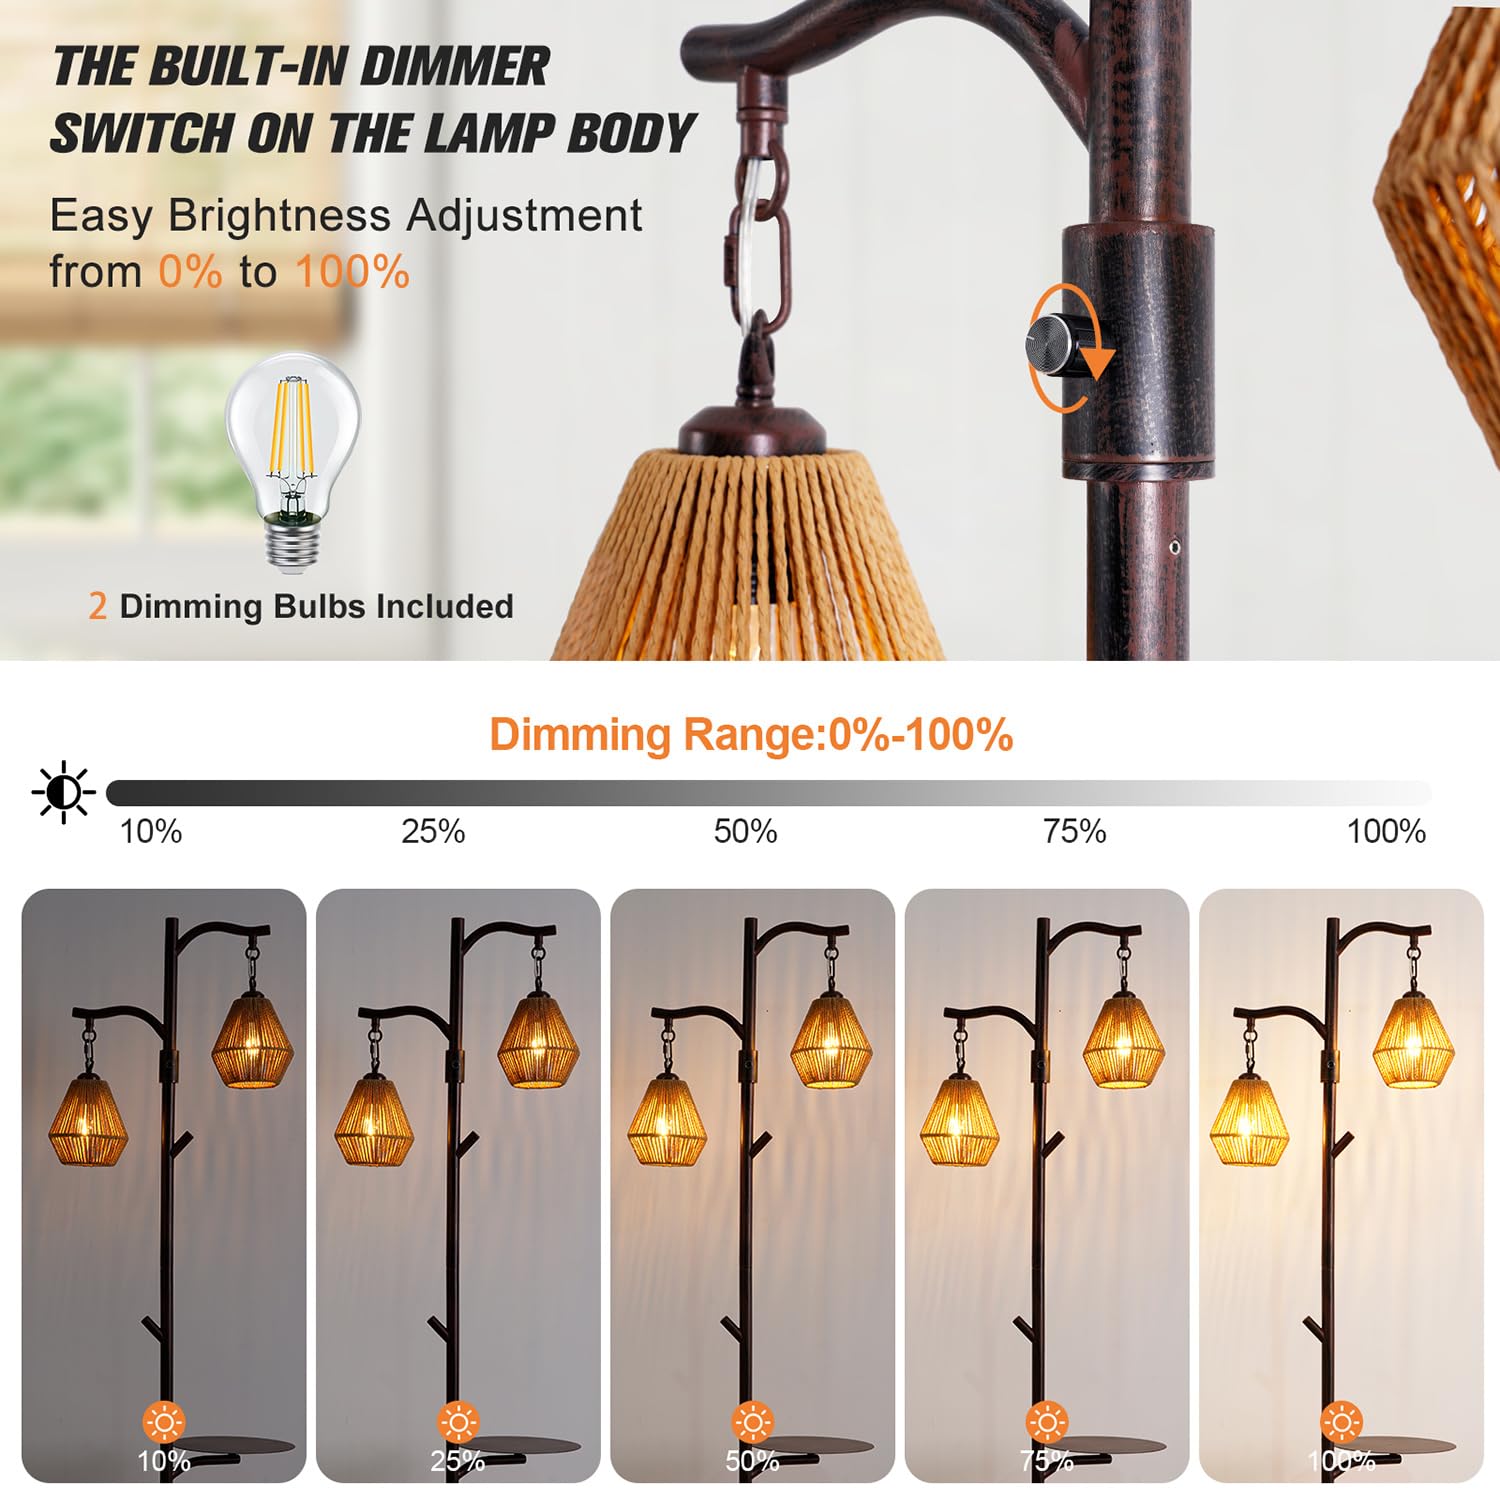 THE BUILT-IN DIMMER
SWITCH ON THE LAMP BODY
Easy Brightness Adjustment
from 0% to 100%
2 Dimming Bulbs Included
Dimming Range:0%-100%
10% 25% 50% 75% 100%
10% 25% 50% 75% 100%